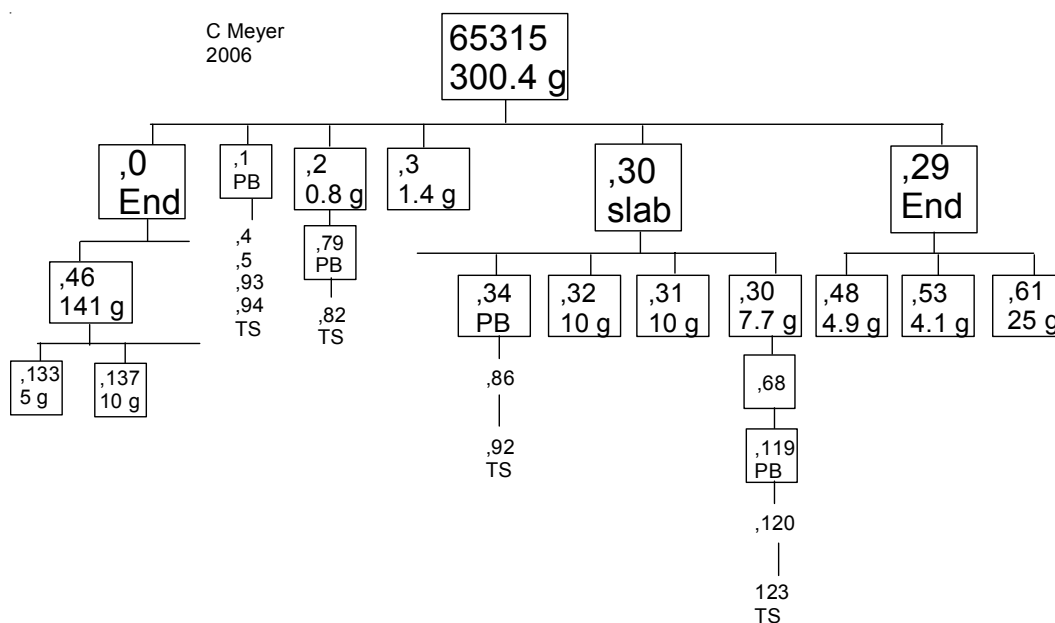 C Meyer
2006
65315
300.4 g
,0
End
,1
PB
,2
0.8 g
,3
1.4 g
,30
slab
,29
End
,4
,5
,93
,94
TS
,79
PB
,82
TS
,46
141 g
,133
5 g
,137
10 g
,34
PB
,32
10 g
,31
10 g
,30
7.7 g
,48
4.9 g
,53
4.1 g
,61
25 g
,86
,92
TS
,68
,119
PB
,120
123
TS